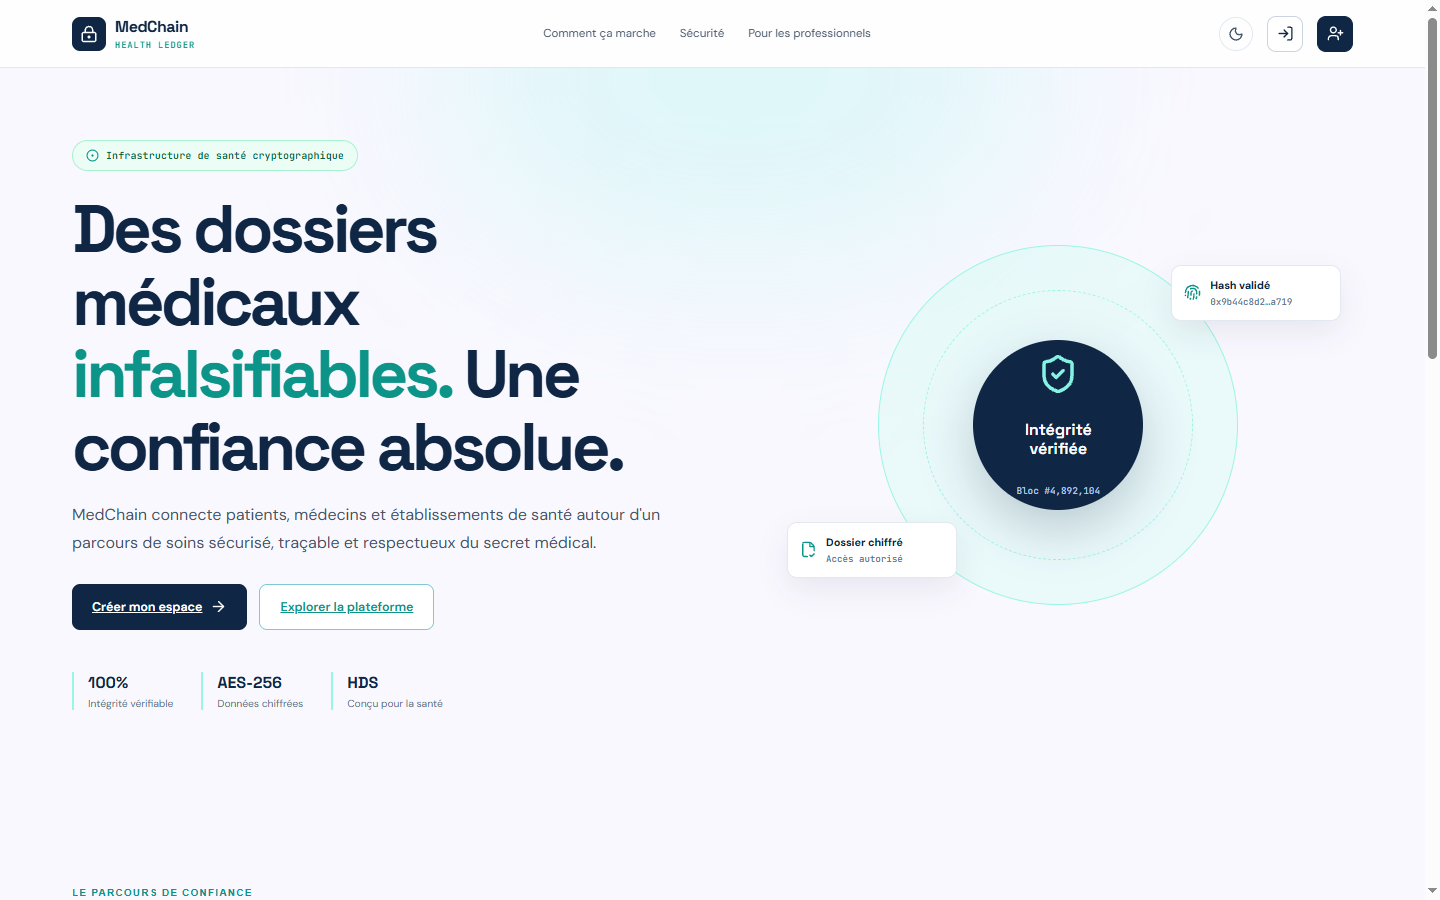 MedChain
HEALTH LEDGER
Comment ça marche
Sécurité
Pour les professionnels
Infrastructure de santé cryptographique
Des dossiers
médicaux
infalsifiables. Une
confiance absolue.
MedChain connecte patients, médecins et établissements de santé autour d'un
parcours de soins sécurisé, traçable et respectueux du secret médical.
Créer mon espace
Explorer la plateforme
100%
Intégrité vérifiable
AES-256
Données chiffrées
HDS
Conçu pour la santé
Hash validé
0x9b44c8d2…a719
Intégrité
vérifiée
Bloc #4,892,104
Dossier chiffré
Accès autorisé
LE PARCOURS DE CONFIANCE